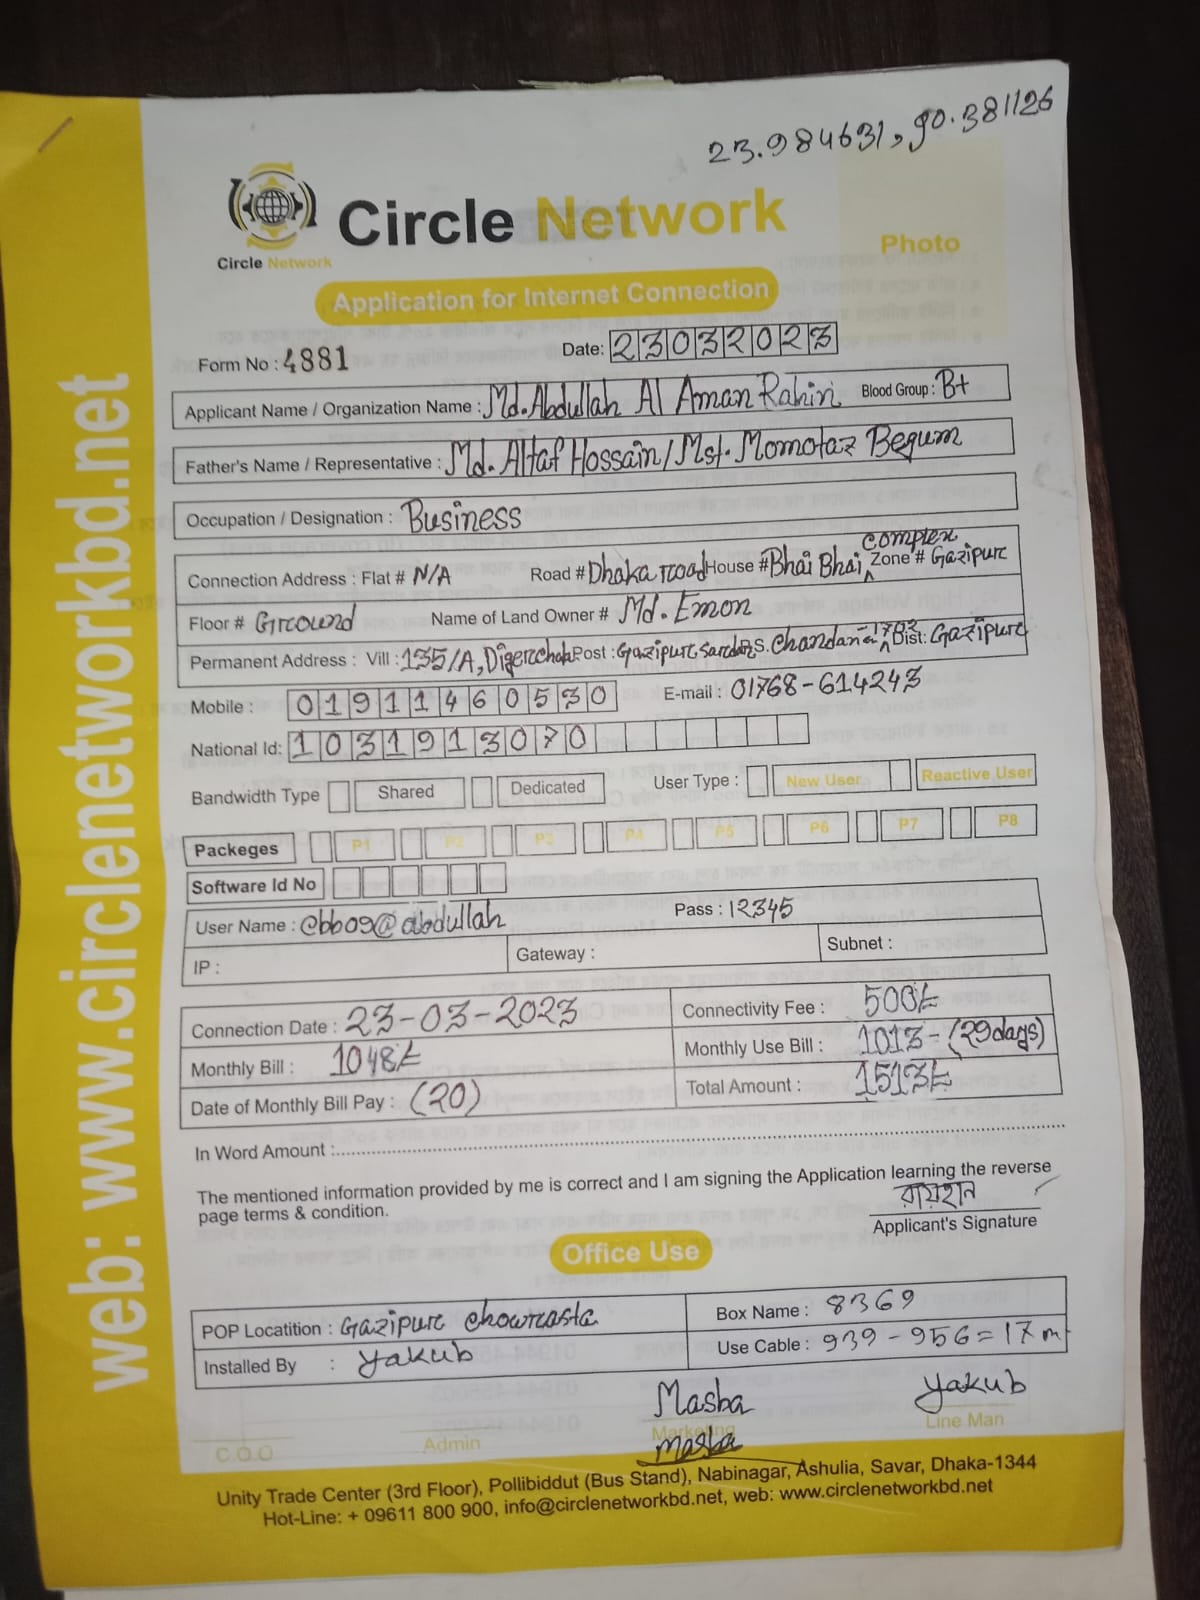 23.984631, 90.381126
Circle Network
Circle Network
Photo
Application for Internet Connection
Form No : 4881
Date: 23032023
Applicant Name / Organization Name : Md. Abdullah Al Aman Rahin Blood Group : B+
Father's Name / Representative : Md. Altaf Hossain / Mst. Momotaz Begum
Occupation / Designation : Business
Connection Address : Flat # N/A Road # Dhaka road House # Bhai Bhai complex Zone # Gazipur
Floor # Ground Name of Land Owner # Md. Emon
Permanent Address : Vill : 135/A, Post : Gazipur P.S. Chandana-1702 Dist: Gazipur
Mobile : 01911460530 E-mail : 01768-614243
National Id: 1031913070
Bandwidth Type Shared Dedicated User Type : New User Reactive User
Packeges P1 P2 P3 P4 P5 P6 P7 P8
Software Id No
User Name : cbb09@abdullah Pass : 12345
IP : Gateway : Subnet :
Connection Date : 23-03-2023 Connectivity Fee : 500/=
Monthly Bill : 1048/= Monthly Use Bill : 1013-(29days)
Date of Monthly Bill Pay : (20) Total Amount : 1513/=
In Word Amount :
The mentioned information provided by me is correct and I am signing the Application learning the reverse
page terms & condition.
রায়হান
Applicant's Signature
Office Use
POP Locatition : Gazipur chowrasta Box Name : 8369
Installed By : Yakub Use Cable : 939 - 956 = 17 m
Masba Yakub
C.O.O Admin Marketing Line Man
Masba
Unity Trade Center (3rd Floor), Pollibiddut (Bus Stand), Nabinagar, Ashulia, Savar, Dhaka-1344
Hot-Line: + 09611 800 900, info@circlenetworkbd.net, web: www.circlenetworkbd.net
web: www.circlenetworkbd.net